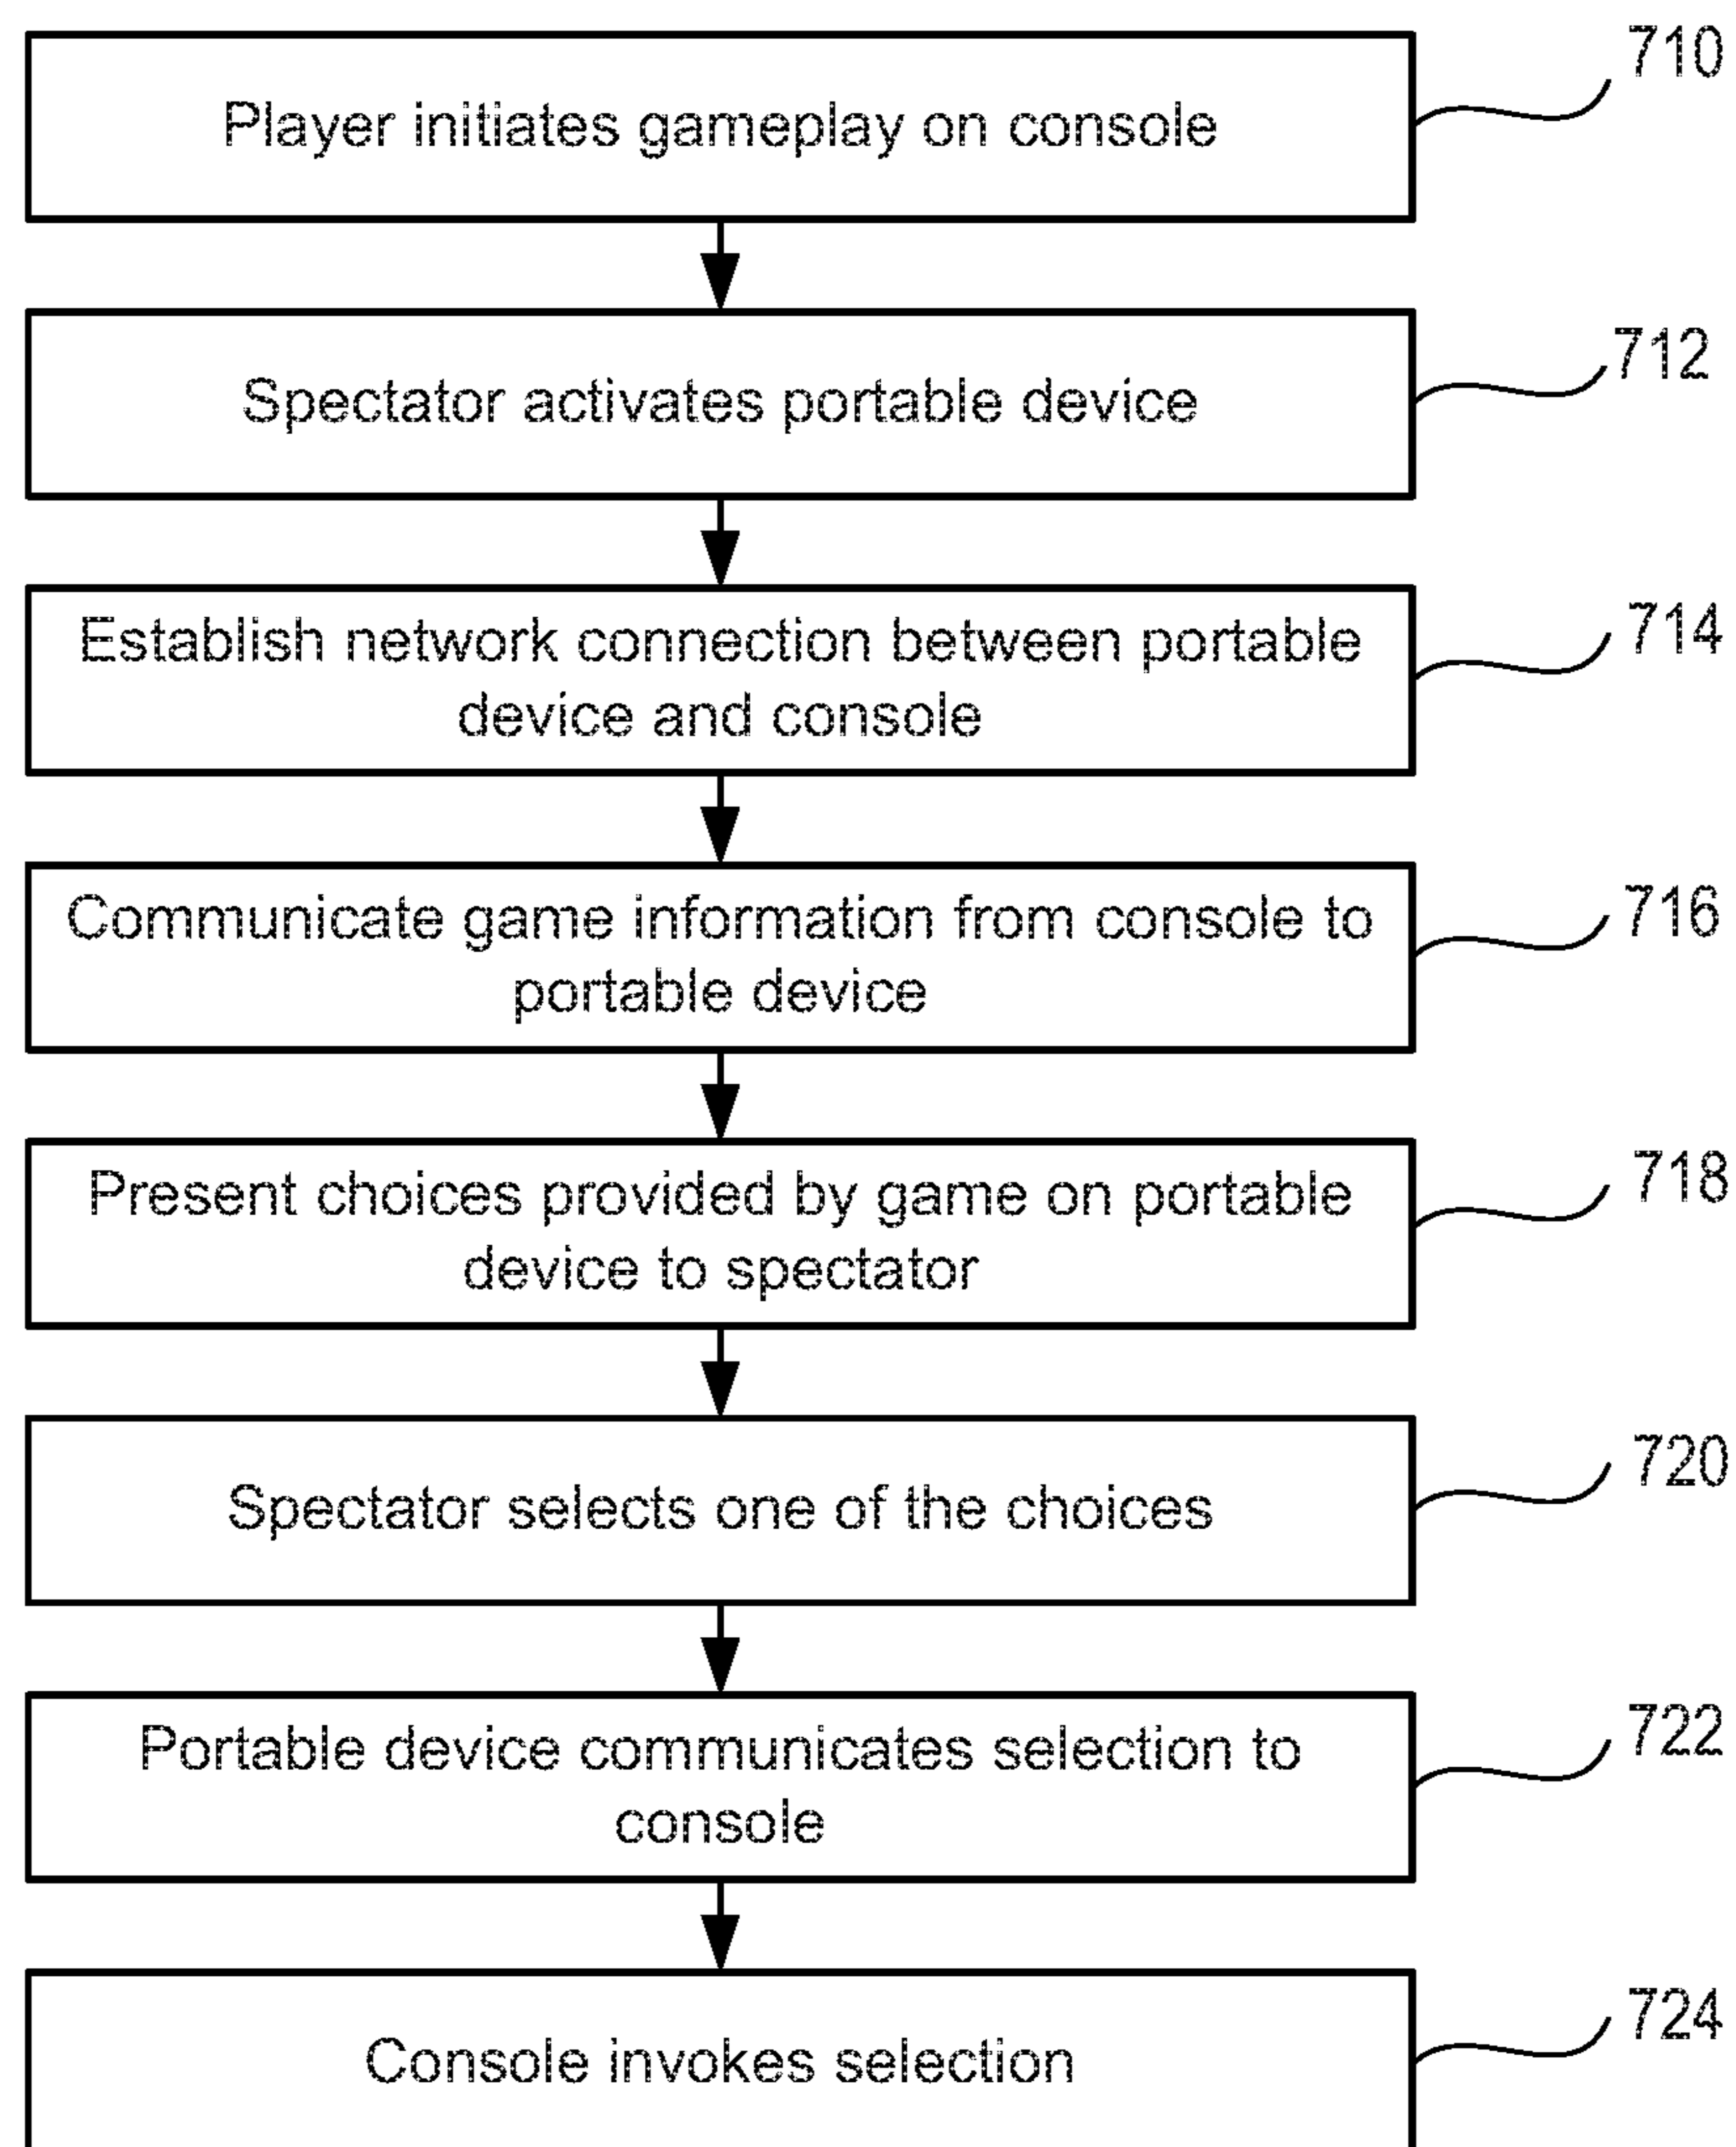 710
Player initiates gameplay on console
712
Spectator activates portable device
714
Establish network connection between portable
device and console
716
Communicate game information from console to
portable device
718
Present choices provided by game on portable
device to spectator
720
Spectator selects one of the choices
722
Portable device communicates selection to
console
724
Console invokes selection